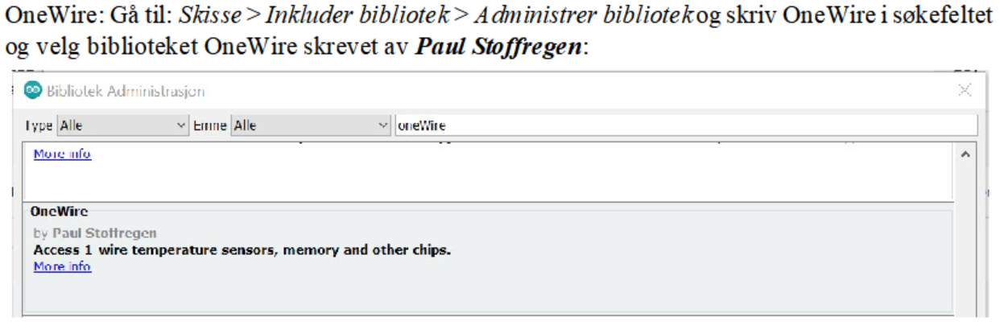 OneWire: Gå til: Skisse > Inkluder bibliotek > Administrer bibliotek og skriv OneWire i søkefeltet
og velg biblioteket OneWire skrevet av Paul Stoffregen:
Bibliotek Administrasjon
Type Alle Emne Alle oneWire
More info
OneWire
by Paul Stoffregen
Access 1 wire temperature sensors, memory and other chips.
More info